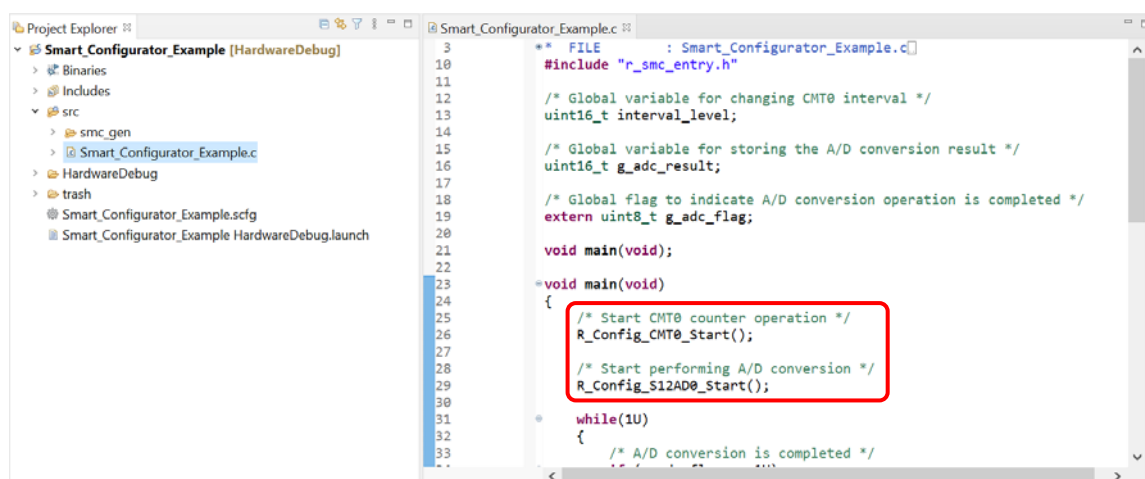 Project Explorer
Smart_Configurator_Example [HardwareDebug]
Binaries
Includes
src
smc_gen
Smart_Configurator_Example.c
HardwareDebug
trash
Smart_Configurator_Example.scfg
Smart_Configurator_Example HardwareDebug.launch
Smart_Configurator_Example.c
3 * FILE : Smart_Configurator_Example.c
10 #include "r_smc_entry.h"
11
12 /* Global variable for changing CMT0 interval */
13 uint16_t interval_level;
14
15 /* Global variable for storing the A/D conversion result */
16 uint16_t g_adc_result;
17
18 /* Global flag to indicate A/D conversion operation is completed */
19 extern uint8_t g_adc_flag;
20
21 void main(void);
22
23 void main(void)
24 {
25 /* Start CMT0 counter operation */
26 R_Config_CMT0_Start();
27
28 /* Start performing A/D conversion */
29 R_Config_S12AD0_Start();
30
31 while(1U)
32 {
33 /* A/D conversion is completed */